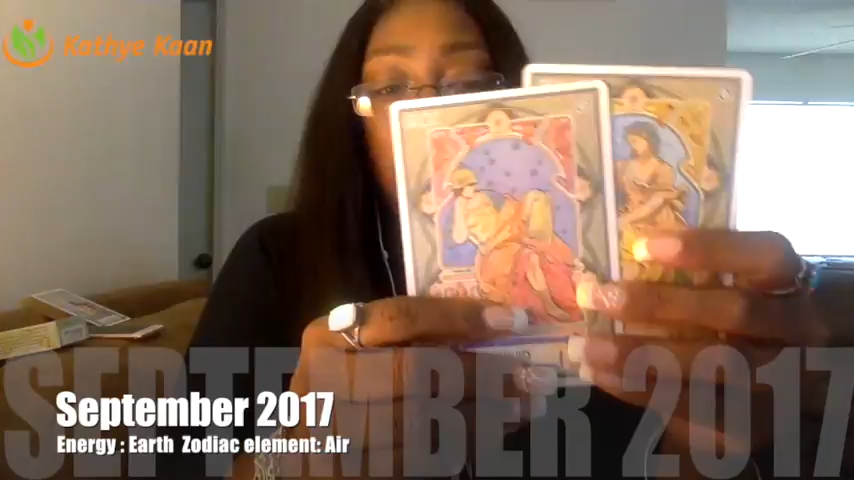 Kathye Kaan
SEPTEMBER 2017
September 2017
Energy : Earth Zodiac element: Air